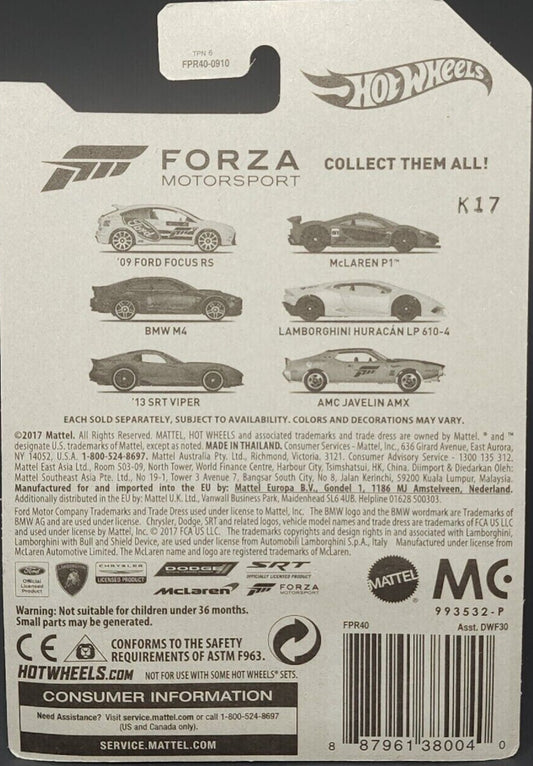 TPN 6
FPR40-0910
Hot Wheels
FORZA
MOTORSPORT
COLLECT THEM ALL!
K17
'09 FORD FOCUS RS
McLAREN P1™
BMW M4
LAMBORGHINI HURACÁN LP 610-4
'13 SRT VIPER
AMC JAVELIN AMX
EACH SOLD SEPARATELY, SUBJECT TO AVAILABILITY. COLORS AND DECORATIONS MAY VARY.
©2017 Mattel. All Rights Reserved. MATTEL, HOT WHEELS and associated trademarks and trade dress are owned by Mattel. ® and ™
designate U.S. trademarks of Mattel, except as noted. MADE IN THAILAND. Consumer Services - Mattel, Inc., 636 Girard Avenue, East Aurora,
NY 14052, U.S.A. 1-800-524-8697. Mattel Australia Pty. Ltd., Richmond, Victoria. 3121. Consumer Advisory Service - 1300 135 312.
Mattel East Asia Ltd., Room 503-09, North Tower, World Finance Centre, Harbour City, Tsimshatsui, HK, China. Diimport & Diedarkan Oleh:
Mattel Southeast Asia Pte. Ltd., No 19-1, Tower 3 Avenue 7, Bangsar South City, No 8, Jalan Kerinchi, 59200 Kuala Lumpur, Malaysia.
Manufactured for and imported into the EU by: Mattel Europa B.V., Gondel 1, 1186 MJ Amstelveen, Nederland.
Additionally distributed in the EU by: Mattel U.K. Ltd., Vanwall Business Park, Maidenhead SL6 4UB. Helpline 01628 500303.
Ford Motor Company Trademarks and Trade Dress used under license to Mattel, Inc. The BMW logo and the BMW wordmark are Trademarks of
BMW AG and are used under license. Chrysler, Dodge, SRT and related logos, vehicle model names and trade dress are trademarks of FCA US LLC
and used under license by Mattel, Inc. © 2017 FCA US LLC. The trademarks copyrights and design rights in and associated with Lamborghini,
Lamborghini with Bull and Shield Device, are used under license from Automobili Lamborghini S.p.A., Italy Manufactured under license from
McLaren Automotive Limited. The McLaren name and logo are registered trademarks of McLaren.
Ford
Official
Licensed
Product
CHRYSLER
LICENSED PRODUCT
DODGE
SRT
OFFICIALLY LICENSED PRODUCT
McLaren
FORZA
MOTORSPORT
MATTEL
MC
993532-P
Warning: Not suitable for children under 36 months.
Small parts may be generated.
FPR40
Asst. DWF30
CE
CONFORMS TO THE SAFETY
REQUIREMENTS OF ASTM F963.
HOTWHEELS.COM
NOT FOR USE WITH SOME HOT WHEELS® SETS.
CONSUMER INFORMATION
Need Assistance? Visit service.mattel.com or call 1-800-524-8697
(US and Canada only).
SERVICE.MATTEL.COM
8 87961 38004 0